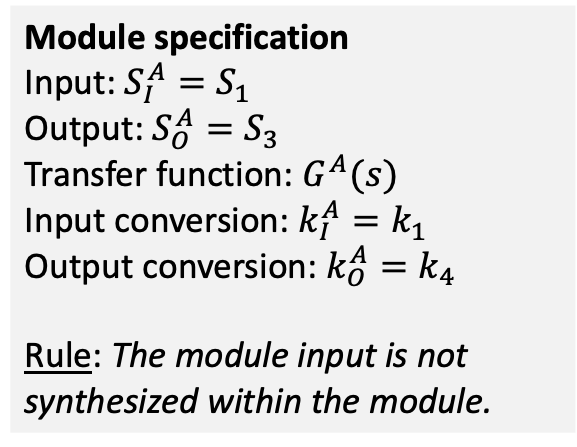 Module specification
Input: S_I^A = S_1
Output: S_O^A = S_3
Transfer function: G^A(s)
Input conversion: k_I^A = k_1
Output conversion: k_O^A = k_4
Rule: The module input is not
synthesized within the module.